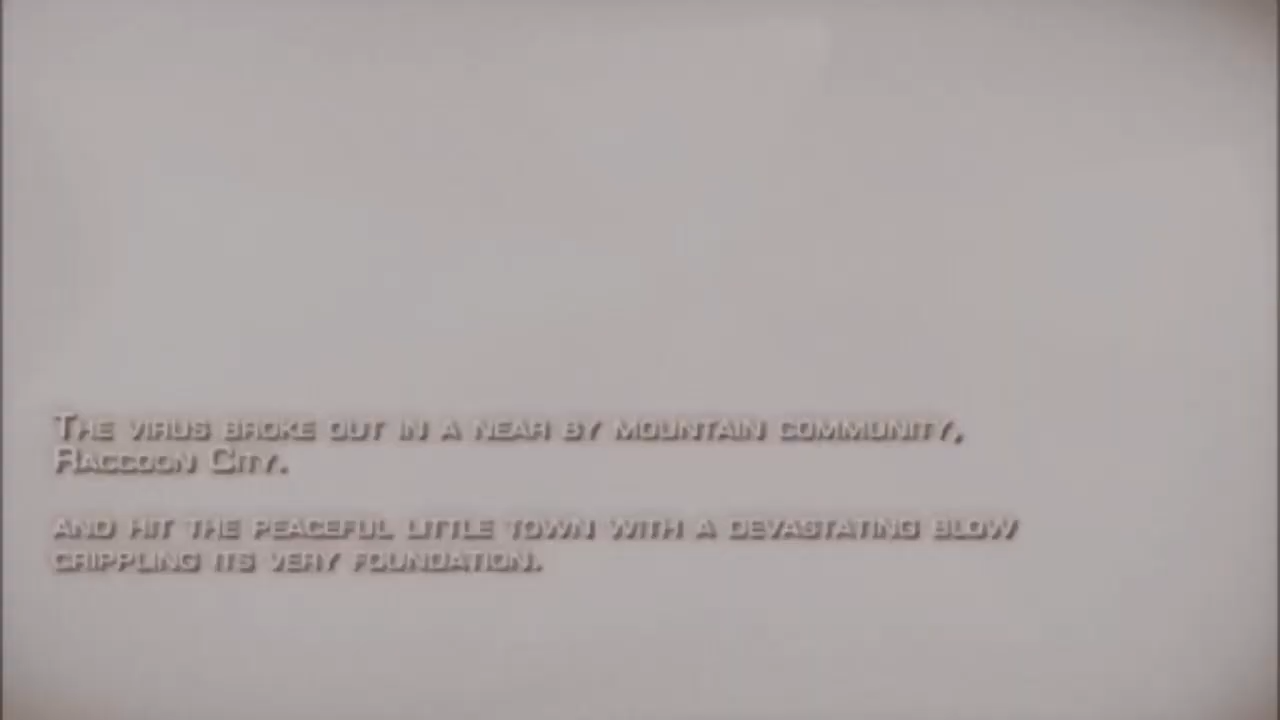 The virus broke out in a near by mountain community,
Raccoon City.
and hit the peaceful little town with a devastating blow
crippling its very foundation.